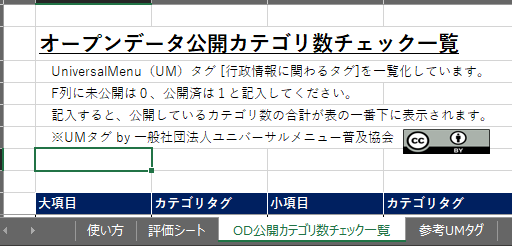 オープンデータ公開カテゴリ数チェック一覧
UniversalMenu（UM）タグ [行政情報に関わるタグ]を一覧化しています。
F列に未公開は０、公開済は１と記入してください。
記入すると、公開しているカテゴリ数の合計が表の一番下に表示されます。
※UMタグ by 一般社団法人ユニバーサルメニュー普及協会
cc BY
大項目 カテゴリタグ 小項目 カテゴリタグ
使い方 評価シート OD公開カテゴリ数チェック一覧 参考UMタグ